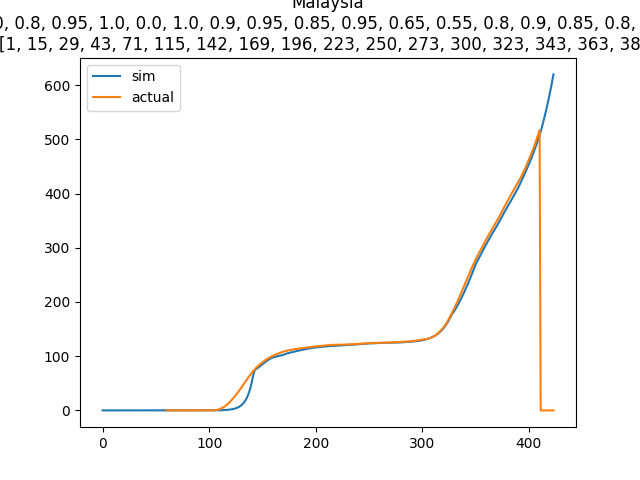 Malaysia
0, 0.8, 0.95, 1.0, 0.0, 1.0, 0.9, 0.95, 0.85, 0.95, 0.65, 0.55, 0.8, 0.9, 0.85, 0.8,
[1, 15, 29, 43, 71, 115, 142, 169, 196, 223, 250, 273, 300, 323, 343, 363, 38
sim
actual
600
500
400
300
200
100
0
0
100
200
300
400